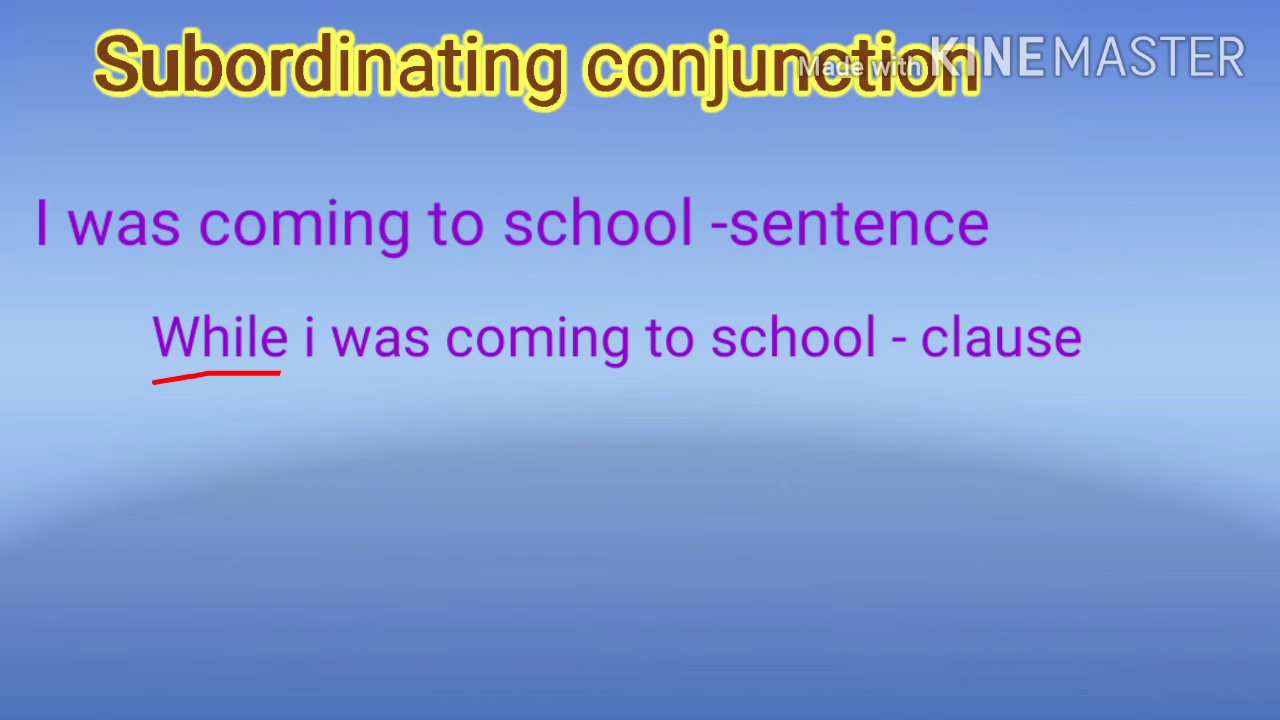 Subordinating conjunction
Made with KINEMASTER
I was coming to school -sentence
While i was coming to school - clause